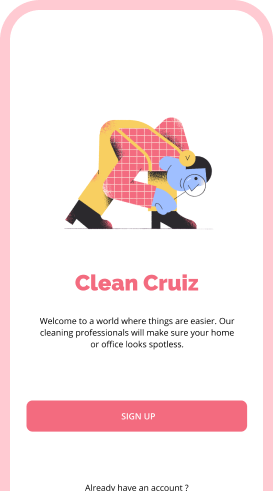 Clean Cruiz
Welcome to a world where things are easier. Our
cleaning professionals will make sure your home
or office looks spotless.
SIGN UP
Already have an account ?